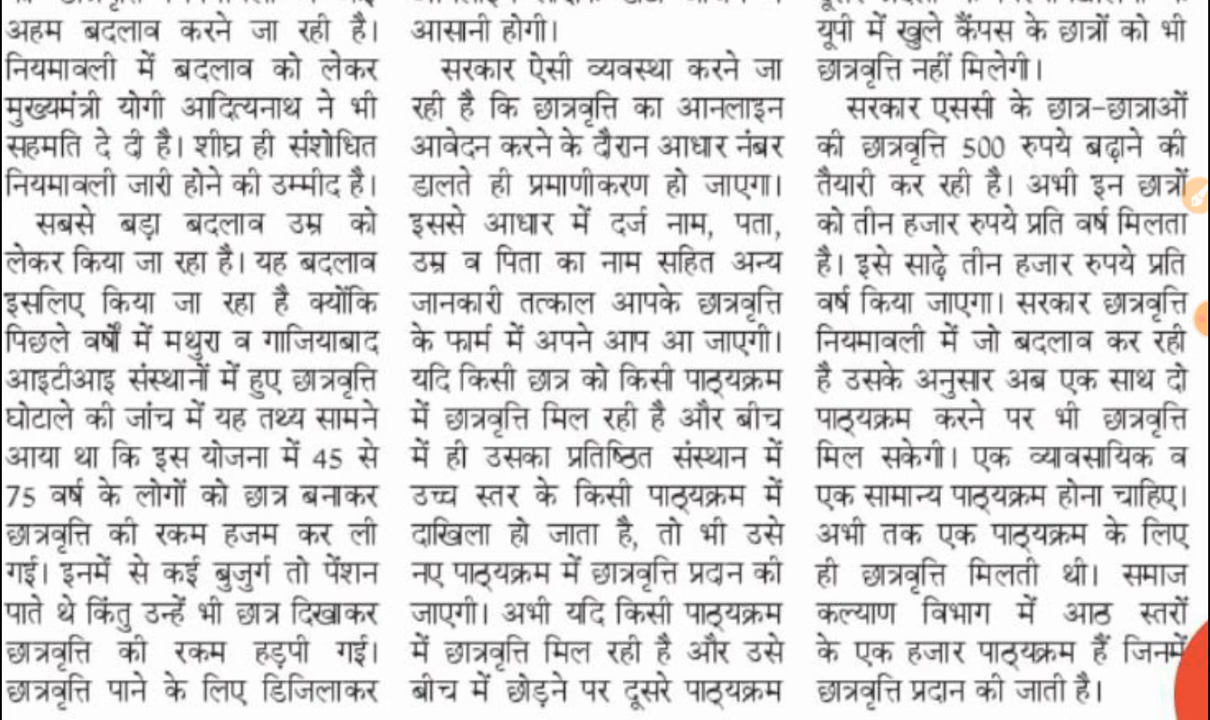 अहम बदलाव करने जा रही है।
नियमावली में बदलाव को लेकर
मुख्यमंत्री योगी आदित्यनाथ ने भी
सहमति दे दी है। शीघ्र ही संशोधित
नियमावली जारी होने की उम्मीद है।
सबसे बड़ा बदलाव उम्र को
लेकर किया जा रहा है। यह बदलाव
इसलिए किया जा रहा है क्योंकि
पिछले वर्षों में मथुरा व गाजियाबाद
आइटीआइ संस्थानों में हुए छात्रवृत्ति
घोटाले की जांच में यह तथ्य सामने
आया था कि इस योजना में 45 से
75 वर्ष के लोगों को छात्र बनाकर
छात्रवृत्ति की रकम हजम कर ली
गई। इनमें से कई बुजुर्ग तो पेंशन
पाते थे किंतु उन्हें भी छात्र दिखाकर
छात्रवृत्ति की रकम हड़पी गई।
छात्रवृत्ति पाने के लिए डिजिलाकर
आसानी होगी।
सरकार ऐसी व्यवस्था करने जा
रही है कि छात्रवृत्ति का आनलाइन
आवेदन करने के दौरान आधार नंबर
डालते ही प्रमाणीकरण हो जाएगा।
इससे आधार में दर्ज नाम, पता,
उम्र व पिता का नाम सहित अन्य
जानकारी तत्काल आपके छात्रवृत्ति
के फार्म में अपने आप आ जाएगी।
यदि किसी छात्र को किसी पाठ्यक्रम
में छात्रवृत्ति मिल रही है और बीच
में ही उसका प्रतिष्ठित संस्थान में
उच्च स्तर के किसी पाठ्यक्रम में
दाखिला हो जाता है, तो भी उसे
नए पाठ्यक्रम में छात्रवृत्ति प्रदान की
जाएगी। अभी यदि किसी पाठ्यक्रम
में छात्रवृत्ति मिल रही है और उसे
बीच में छोड़ने पर दूसरे पाठ्यक्रम
यूपी में खुले कैंपस के छात्रों को भी
छात्रवृत्ति नहीं मिलेगी।
सरकार एससी के छात्र-छात्राओं
की छात्रवृत्ति 500 रुपये बढ़ाने की
तैयारी कर रही है। अभी इन छात्रों
को तीन हजार रुपये प्रति वर्ष मिलता
है। इसे साढ़े तीन हजार रुपये प्रति
वर्ष किया जाएगा। सरकार छात्रवृत्ति
नियमावली में जो बदलाव कर रही
है उसके अनुसार अब एक साथ दो
पाठ्यक्रम करने पर भी छात्रवृत्ति
मिल सकेगी। एक व्यावसायिक व
एक सामान्य पाठ्यक्रम होना चाहिए।
अभी तक एक पाठ्यक्रम के लिए
ही छात्रवृत्ति मिलती थी। समाज
कल्याण विभाग में आठ स्तरों
के एक हजार पाठ्यक्रम हैं जिनमें
छात्रवृत्ति प्रदान की जाती है।